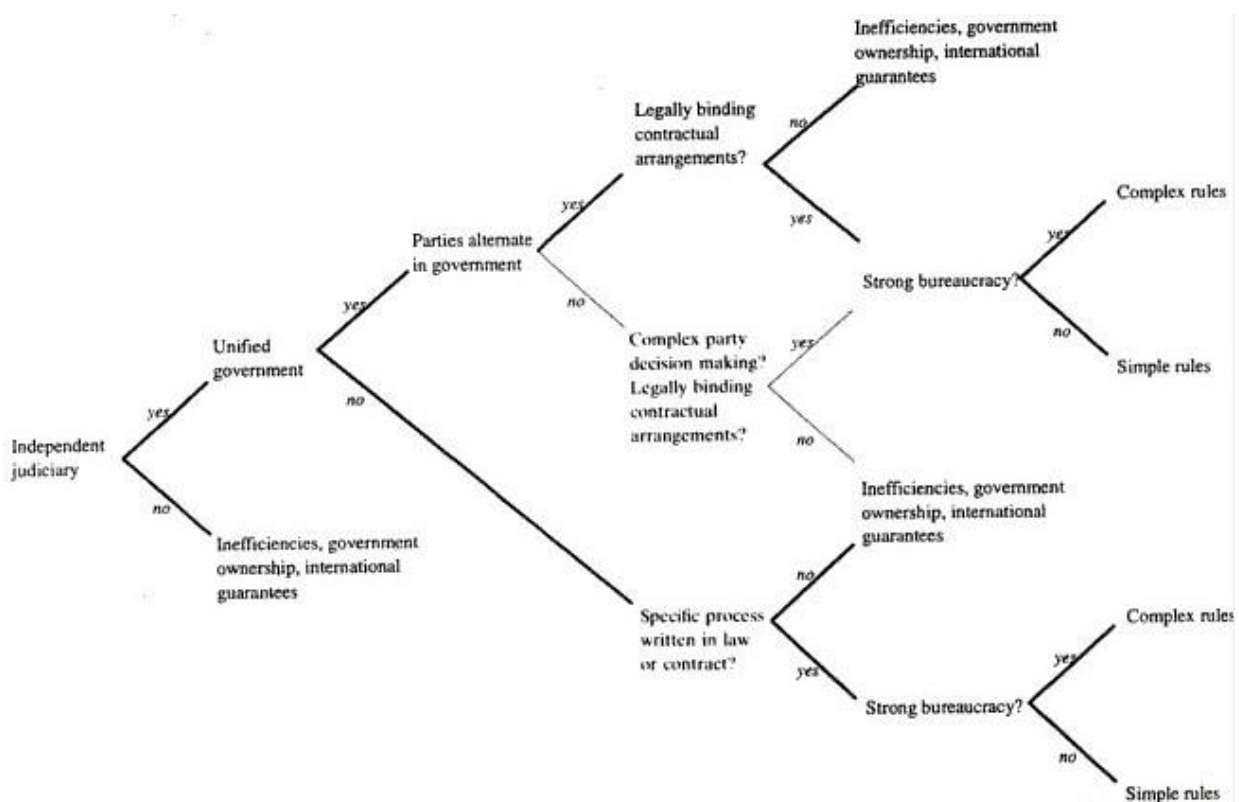 Inefficiencies, government
ownership, international
guarantees
no
Legally binding
contractual
arrangements?
yes
Complex rules
yes
yes
Parties alternate
in government
Strong bureaucracy?
no
Simple rules
no
yes
Complex party
decision making?
Legally binding
contractual
arrangements?
yes
Unified
government
no
no
yes
Independent
judiciary
no
Inefficiencies, government
ownership, international
guarantees
Inefficiencies, government
ownership, international
guarantees
no
Specific process
written in law
or contract?
yes
Complex rules
yes
Strong bureaucracy?
no
Simple rules